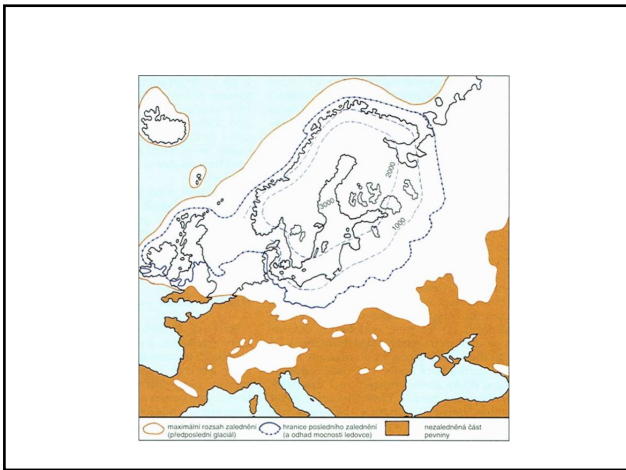 2000
3000
1000
maximální rozsah zalednění
(předposlední glaciál)
hranice posledního zalednění
(a odhad mocnosti ledovce)
nezaledněná část
pevniny